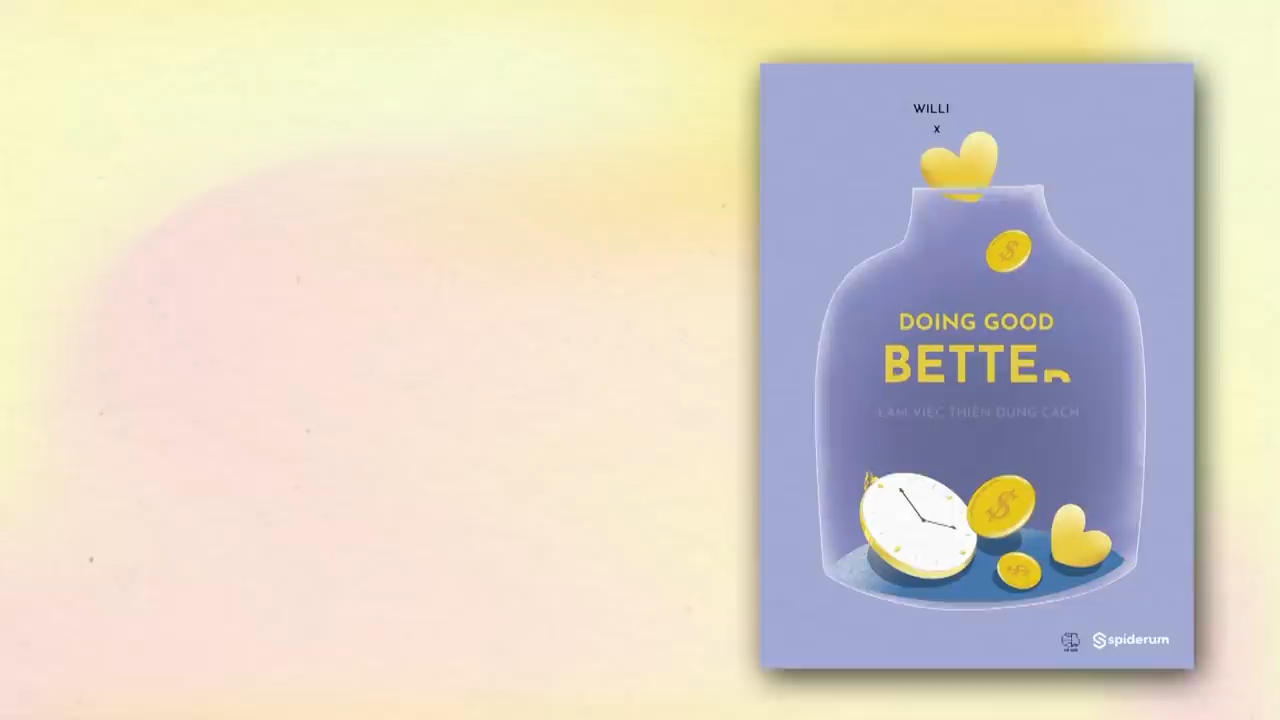 WILLI
X
DOING GOOD
BETTE
LÀM VIỆC THIỆN ĐÚNG CÁCH
spiderum